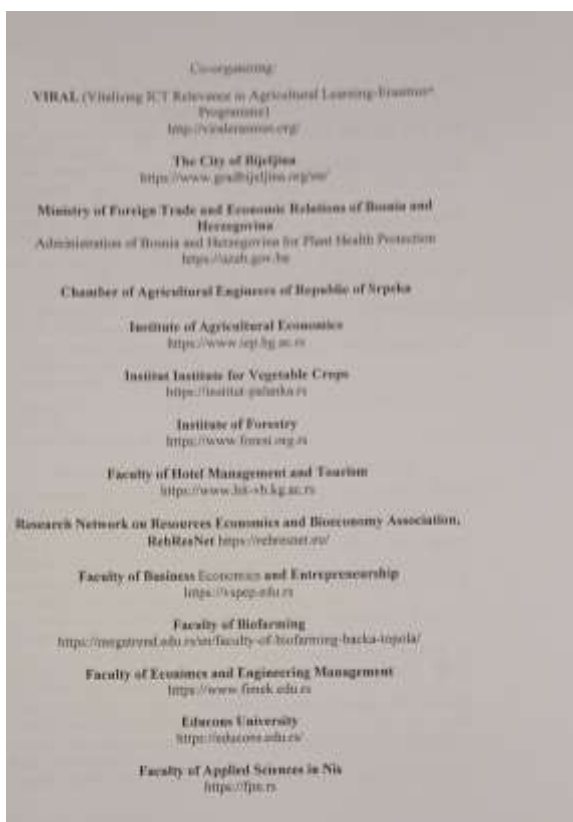 Co-organizing:
VIRAL (Vitalising ICT Relevance in Agricultural Learning-Erasmus+
Programme)
http://viralerasmus.org/
The City of Bijeljina
https://www.gradbijeljina.org/en/
Ministry of Foreign Trade and Economic Relations of Bosnia and
Herzegovina
Administration of Bosnia and Herzegovina for Plant Health Protection
https://uzzb.gov.ba
Chamber of Agricultural Engineers of Republic of Srpska
Institute of Agricultural Economics
https://www.iep.bg.ac.rs
Institut Institute for Vegetable Crops
https://institut-palanka.rs
Institute of Forestry
https://www.forest.org.rs
Faculty of Hotel Management and Tourism
https://www.hit-vb.kg.ac.rs
Research Network on Resources Economics and Bioeconomy Association,
RebResNet https://rebresnet.eu/
Faculty of Business Economics and Entrepreneurship
https://vspep.edu.rs
Faculty of Biofarming
https://megatrend.edu.rs/en/faculty-of-biofarming-backa-topola/
Faculty of Econimcs and Engineering Management
https://www.fimek.edu.rs
Educons University
https://educons.edu.rs/
Faculty of Applied Sciences in Nis
https://fpn.rs